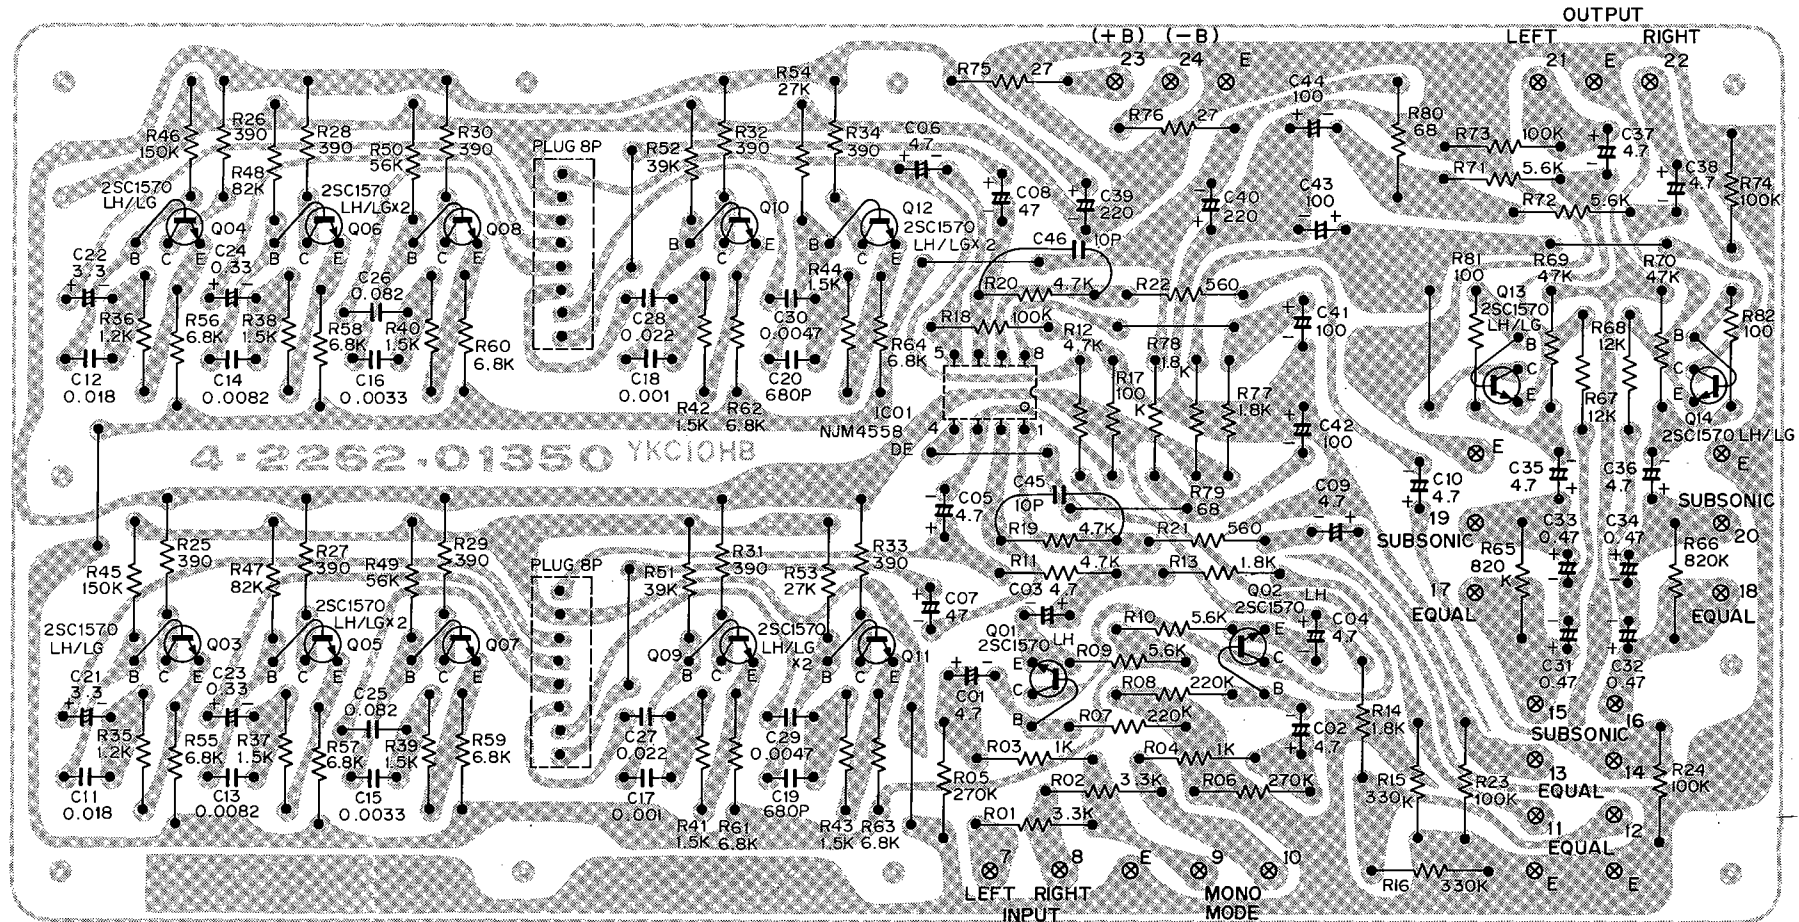 OUTPUT
(+B) (-B) LEFT RIGHT
23 24 E 21 E 22
R75 27
R76 27
C44 100
R80 68
R73 100K
R71 5.6K
R72 5.6K
C37 4.7
C38 4.7
R74 100K
R46 150K
R26 390
R48 82K
R28 390
R50 56K
R30 390
PLUG 8P
R52 39K
R32 390
R54 27K
R34 390
C06 4.7
C08 47
C39 220
C40 220
C43 100
2SC1570 LH/LG
Q04
2SC1570 LH/LGX2
Q06
Q08
Q10
Q12
2SC1570 LH/LGX2
B C E B C E B C E B C E B C E
C46 10P
R20 4.7K
R22 560
R18 100K
R12 4.7K
R17 100K
R78 1.8K
R77 1.8K
C41 100
C42 100
R81 100
Q13 2SC1570 LH/LG
R69 47K
R70 47K
R68 12K
R67 12K
R82 100
B C E
B C E
Q14 2SC1570 LH/LG
C22 3.3
C24 0.33
C26 0.082
R36 1.2K
R56 6.8K
R38 1.5K
R58 6.8K
R40 1.5K
R60 6.8K
C12 0.018
C14 0.0082
C16 0.0033
C28 0.022
C30 0.0047
R44 1.5K
R64 6.8K
C18 0.001
C20 680P
R42 1.5K
R62 6.8K
5 8
4 1
IC01 NJM4558 DE
4-2262-01350 YKC10HB
C05 4.7
C45 10P
R79 68
C09 4.7
C10 4.7
C35 4.7
C36 4.7
E E
SUBSONIC 20
19 SUBSONIC
C33 0.47
C34 0.47
R65 820K
R66 820K
17 EQUAL
18 EQUAL
C31 0.47
C32 0.47
R45 150K
R25 390
R47 82K
R27 390
R49 56K
R29 390
PLUG 8P
R51 39K
R31 390
R53 27K
R33 390
R19 4.7K
R21 560
R11 4.7K
R13 1.8K
C07 47
C03 4.7
Q02 2SC1570 LH
C04 4.7
R10 5.6K
Q01 2SC1570 LH
R09 5.6K
R08 220K
R07 220K
E C B
E C B
2SC1570 LH/LG
Q03
2SC1570 LH/LGX2
Q05
Q07
Q09
2SC1570 LH/LG X2
Q11
B C E B C E B C E B C E B C E
C21 3.3
C23 0.33
C25 0.082
R35 1.2K
R55 6.8K
R37 1.5K
R57 6.8K
R39 1.5K
R59 6.8K
C11 0.018
C13 0.0082
C15 0.0033
C27 0.022
C29 0.0047
C17 0.001
C19 680P
R41 1.5K
R61 6.8K
R43 1.5K
R63 6.8K
C01 4.7
C02 4.7
R03 1K
R04 1K
R05 270K
R02 3.3K
R06 270K
R01 3.3K
R14 1.8K
R15 330K
R23 100K
R24 100K
R16 330K
15 16
SUBSONIC
13 14
EQUAL
11 12
EQUAL
E E
7 8 E 9 10
LEFT RIGHT MONO
INPUT MODE